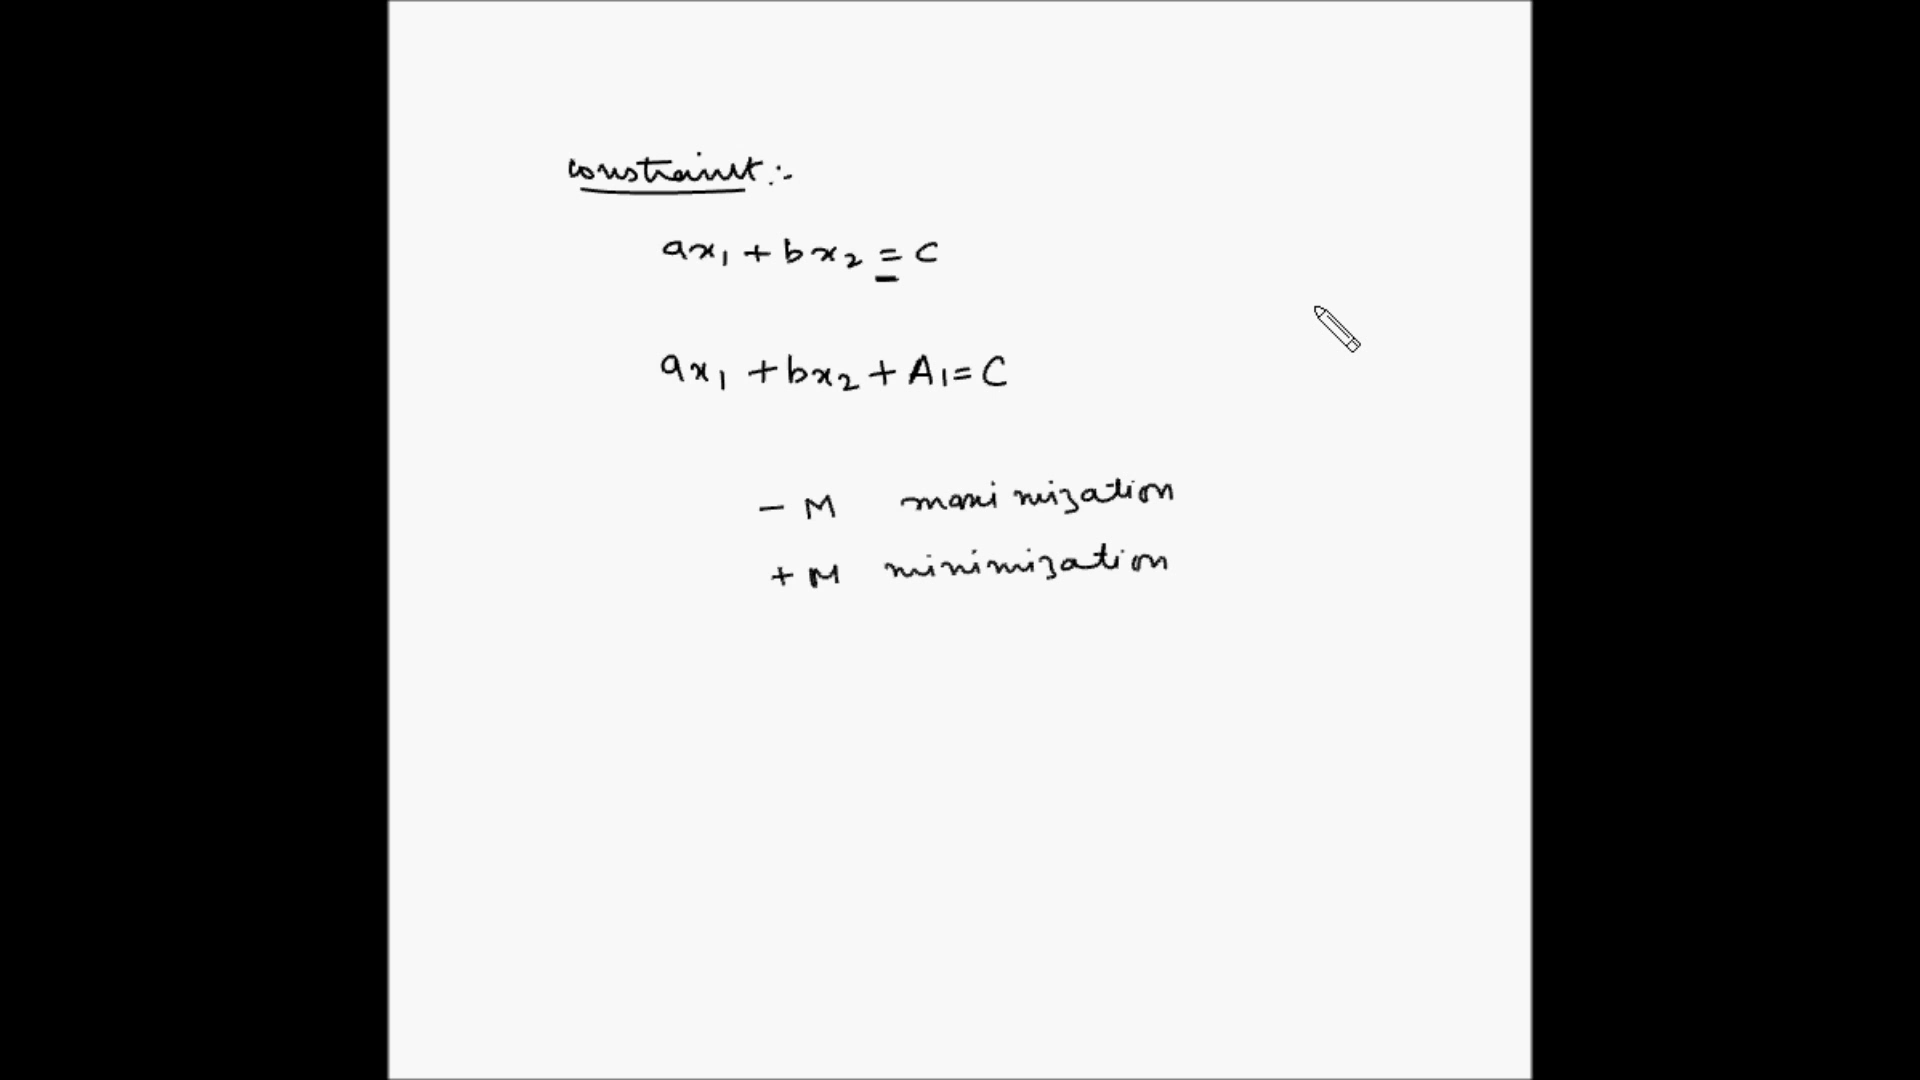 constraint :-
ax₁ + bx₂ = c
ax₁ + bx₂ + A₁ = C
- M maximization
+ M minimization